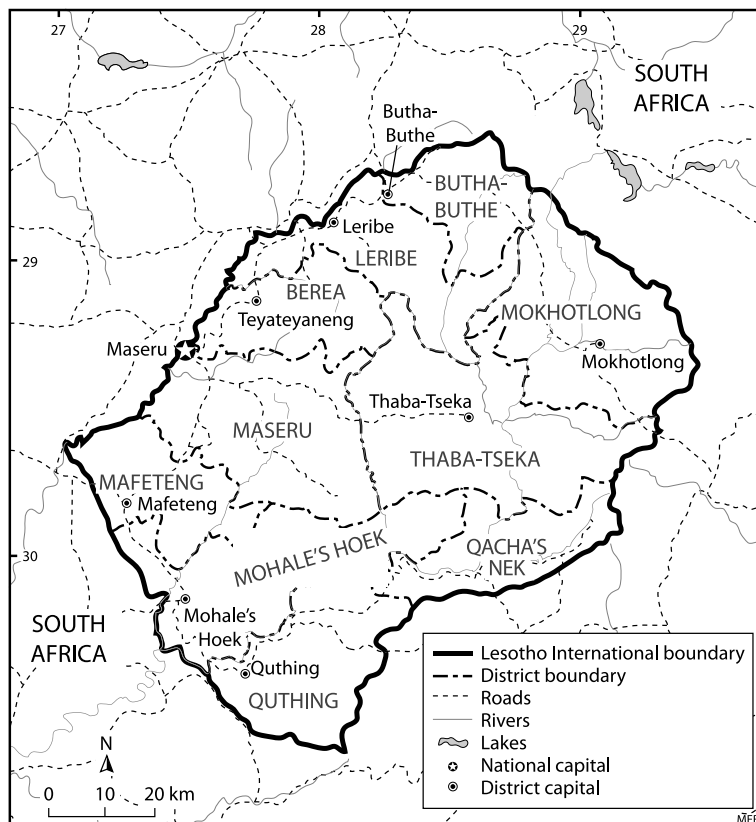 27
28
29
SOUTH
AFRICA
Butha-
Buthe
BUTHA-
BUTHE
Leribe
29
LERIBE
BEREA
MOKHOTLONG
Teyateyaneng
Maseru
Mokhotlong
Thaba-Tseka
MASERU
THABA-TSEKA
MAFETENG
Mafeteng
30
MOHALE'S HOEK
QACHA'S
NEK
Mohale's
Hoek
SOUTH
AFRICA
Quthing
QUTHING
Lesotho International boundary
District boundary
Roads
Rivers
Lakes
National capital
District capital
N
0 10 20 km